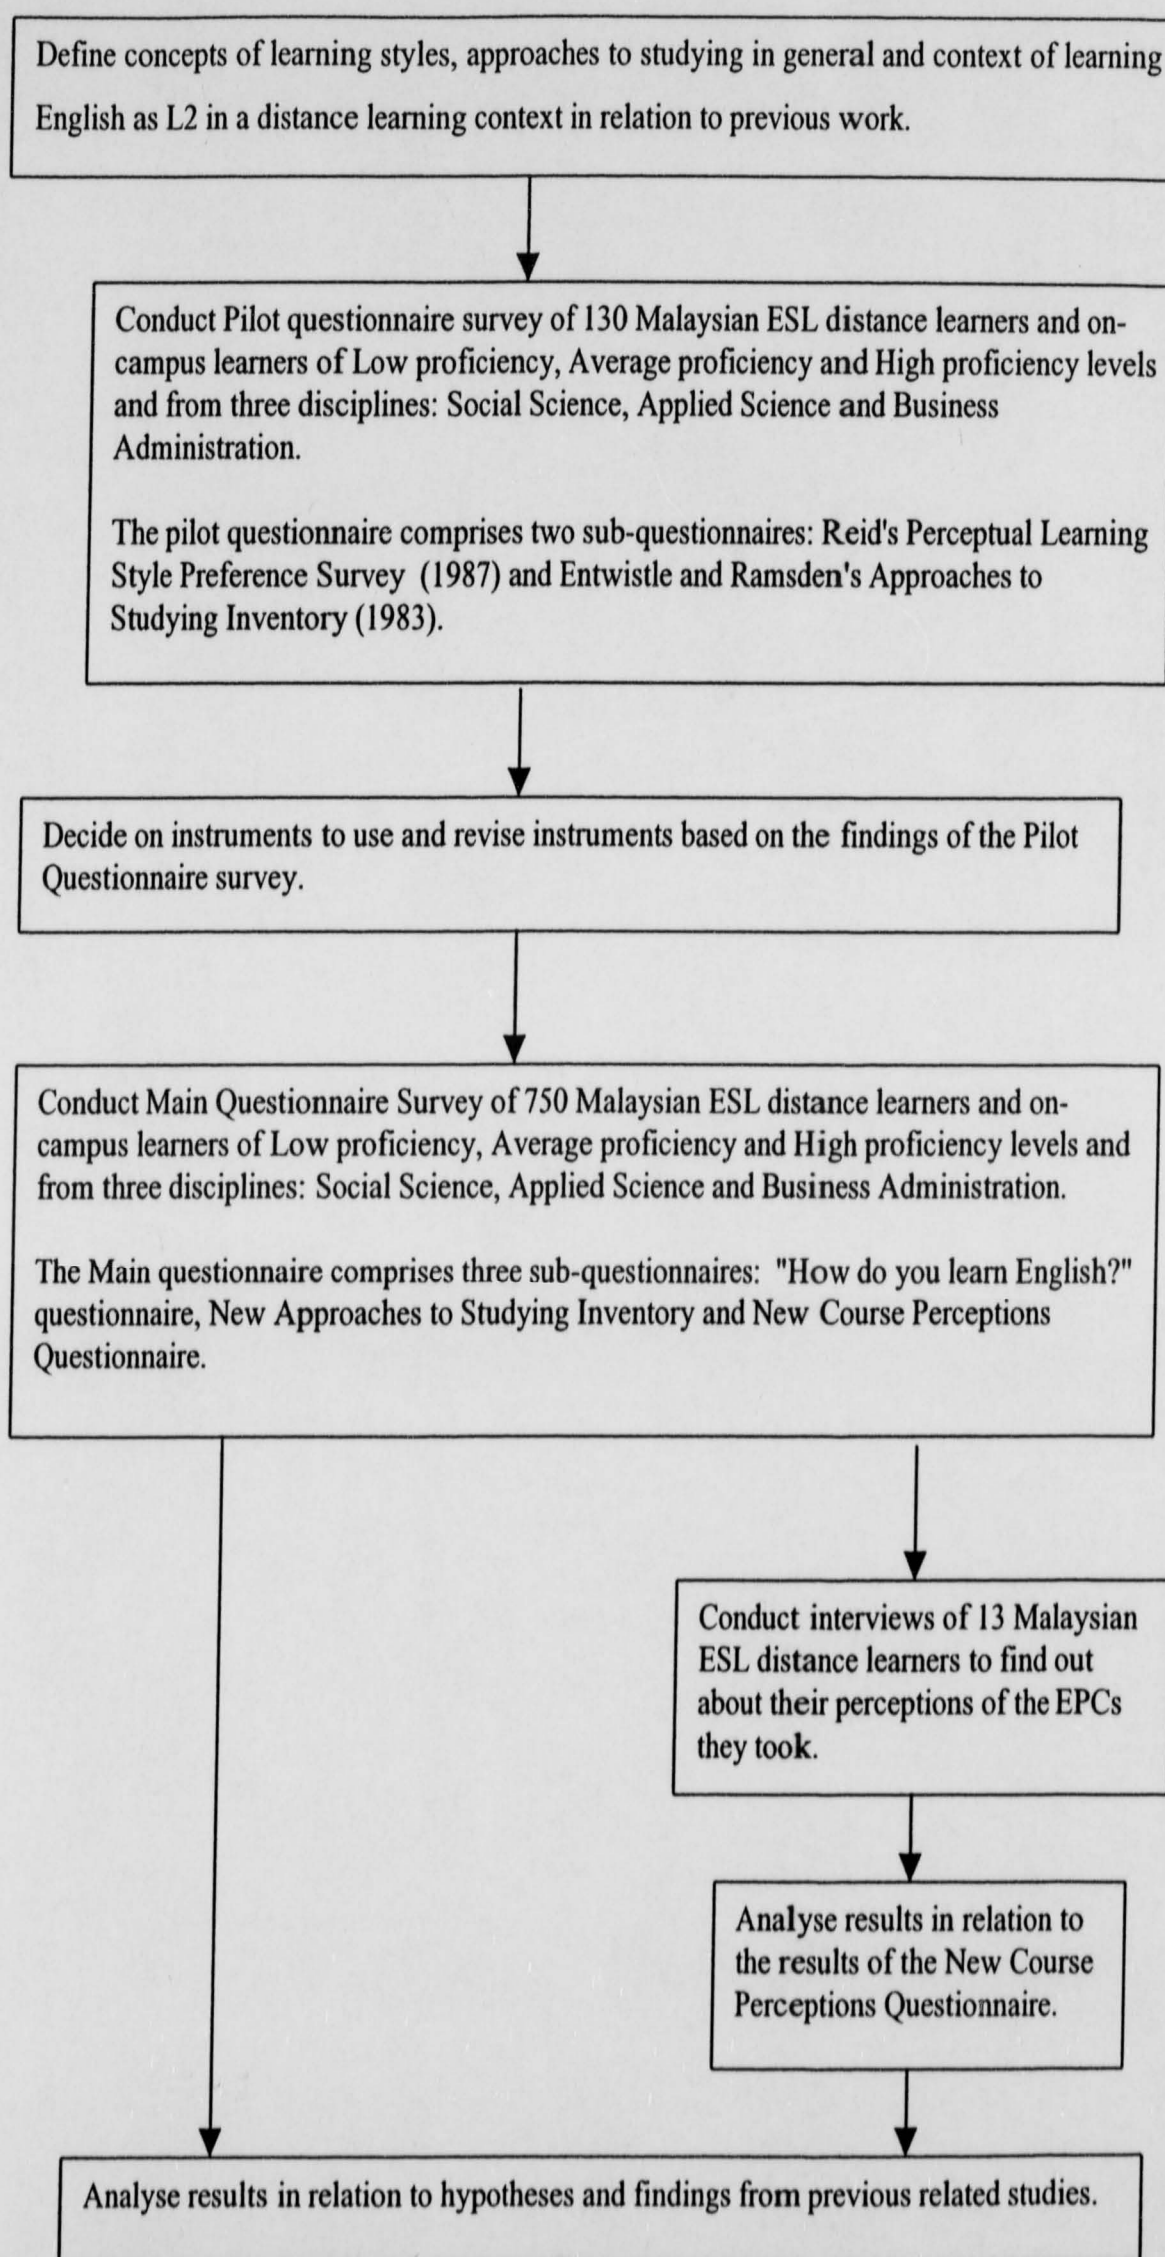 Define concepts of learning styles, approaches to studying in general and context of learning
English as L2 in a distance learning context in relation to previous work.
Conduct Pilot questionnaire survey of 130 Malaysian ESL distance learners and on-
campus learners of Low proficiency, Average proficiency and High proficiency levels
and from three disciplines: Social Science, Applied Science and Business
Administration.
The pilot questionnaire comprises two sub-questionnaires: Reid's Perceptual Learning
Style Preference Survey (1987) and Entwistle and Ramsden's Approaches to
Studying Inventory (1983).
Decide on instruments to use and revise instruments based on the findings of the Pilot
Questionnaire survey.
Conduct Main Questionnaire Survey of 750 Malaysian ESL distance learners and on-
campus learners of Low proficiency, Average proficiency and High proficiency levels and
from three disciplines: Social Science, Applied Science and Business Administration.
The Main questionnaire comprises three sub-questionnaires: "How do you learn English?"
questionnaire, New Approaches to Studying Inventory and New Course Perceptions
Questionnaire.
Conduct interviews of 13 Malaysian
ESL distance learners to find out
about their perceptions of the EPCs
they took.
Analyse results in relation to
the results of the New Course
Perceptions Questionnaire.
Analyse results in relation to hypotheses and findings from previous related studies.